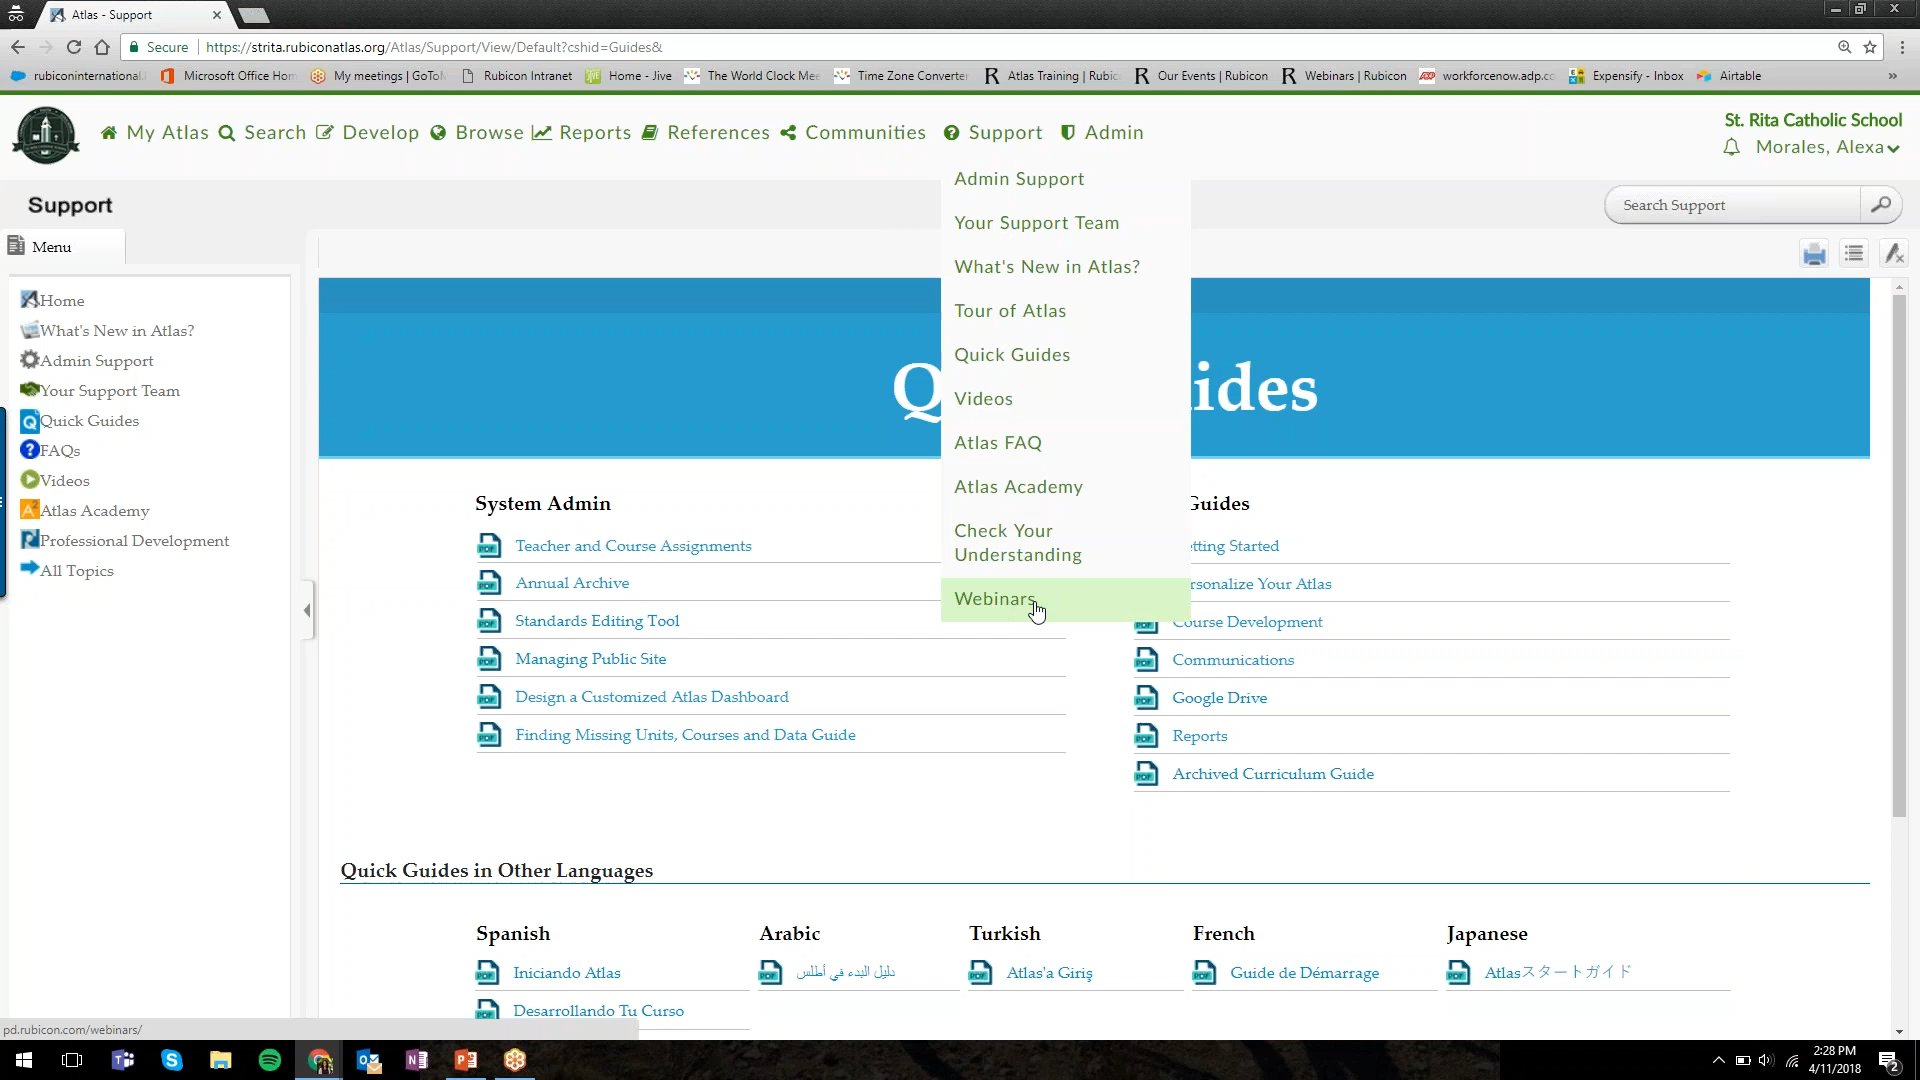 Atlas - Support
Secure https://strita.rubiconatlas.org/Atlas/Support/View/Default?cshid=Guides&
rubiconinternational. Microsoft Office Hom My meetings | GoTo Rubicon Intranet Home - Jive The World Clock Mee Time Zone Converter Atlas Training | Rubic Our Events | Rubicon Webinars | Rubicon workforcenow.adp.co Expensify - Inbox Airtable »
My Atlas Search Develop Browse Reports References Communities Support Admin
St. Rita Catholic School
Morales, Alexa
Support
Search Support
Menu
Home
What's New in Atlas?
Admin Support
Your Support Team
Quick Guides
FAQs
Videos
Atlas Academy
Professional Development
All Topics
Admin Support
Your Support Team
What's New in Atlas?
Tour of Atlas
Quick Guides
Videos
Atlas FAQ
Atlas Academy
Check Your
Understanding
Webinars
Q ides
System Admin
Teacher and Course Assignments
Annual Archive
Standards Editing Tool
Managing Public Site
Design a Customized Atlas Dashboard
Finding Missing Units, Courses and Data Guide
Guides
etting Started
rsonalize Your Atlas
Course Development
Communications
Google Drive
Reports
Archived Curriculum Guide
Quick Guides in Other Languages
Spanish
Iniciando Atlas
Desarrollando Tu Curso
Arabic
دليل البدء في أطلس
Turkish
Atlas'a Giriş
French
Guide de Démarrage
Japanese
Atlasスタートガイド
pd.rubicon.com/webinars/
2:28 PM
4/11/2018
2